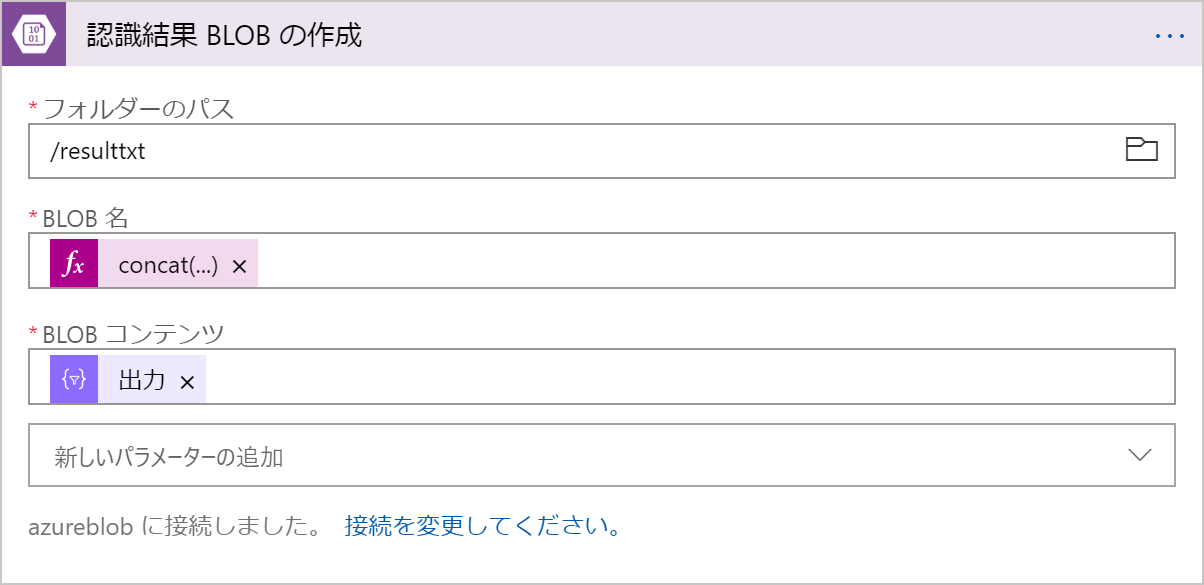 認識結果 BLOB の作成
* フォルダーのパス
/resulttxt
* BLOB 名
fx concat(...) ×
* BLOB コンテンツ
出力 ×
新しいパラメーターの追加
azureblob に接続しました。 接続を変更してください。